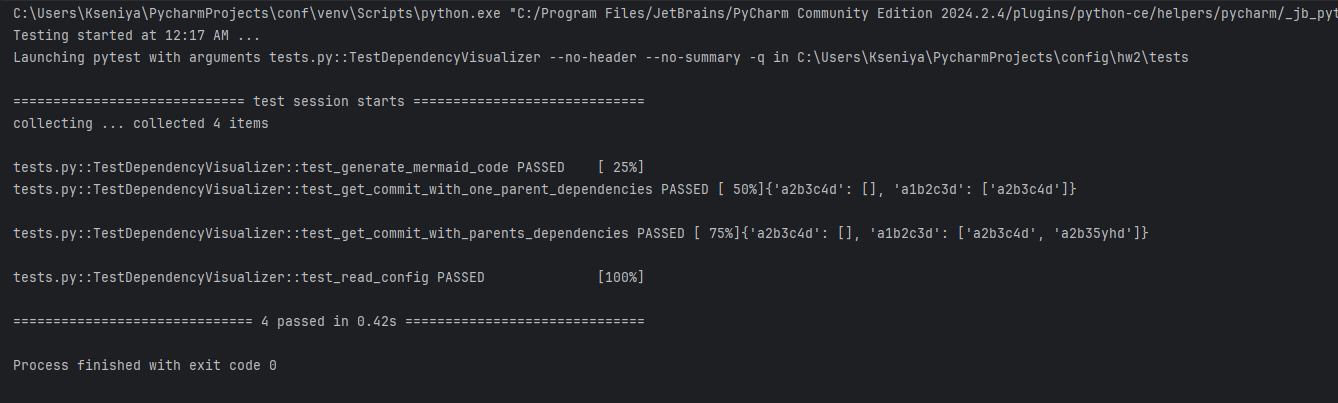 C:\Users\Kseniya\PycharmProjects\conf\venv\Scripts\python.exe "C:/Program Files/JetBrains/PyCharm Community Edition 2024.2.4/plugins/python-ce/helpers/pycharm/_jb_pyt
Testing started at 12:17 AM ...
Launching pytest with arguments tests.py::TestDependencyVisualizer --no-header --no-summary -q in C:\Users\Kseniya\PycharmProjects\config\hw2\tests
============================= test session starts =============================
collecting ... collected 4 items
tests.py::TestDependencyVisualizer::test_generate_mermaid_code PASSED    [ 25%]
tests.py::TestDependencyVisualizer::test_get_commit_with_one_parent_dependencies PASSED [ 50%]{'a2b3c4d': [], 'a1b2c3d': ['a2b3c4d']}
tests.py::TestDependencyVisualizer::test_get_commit_with_parents_dependencies PASSED [ 75%]{'a2b3c4d': [], 'a1b2c3d': ['a2b3c4d', 'a2b35yhd']}
tests.py::TestDependencyVisualizer::test_read_config PASSED              [100%]
============================== 4 passed in 0.42s ==============================
Process finished with exit code 0